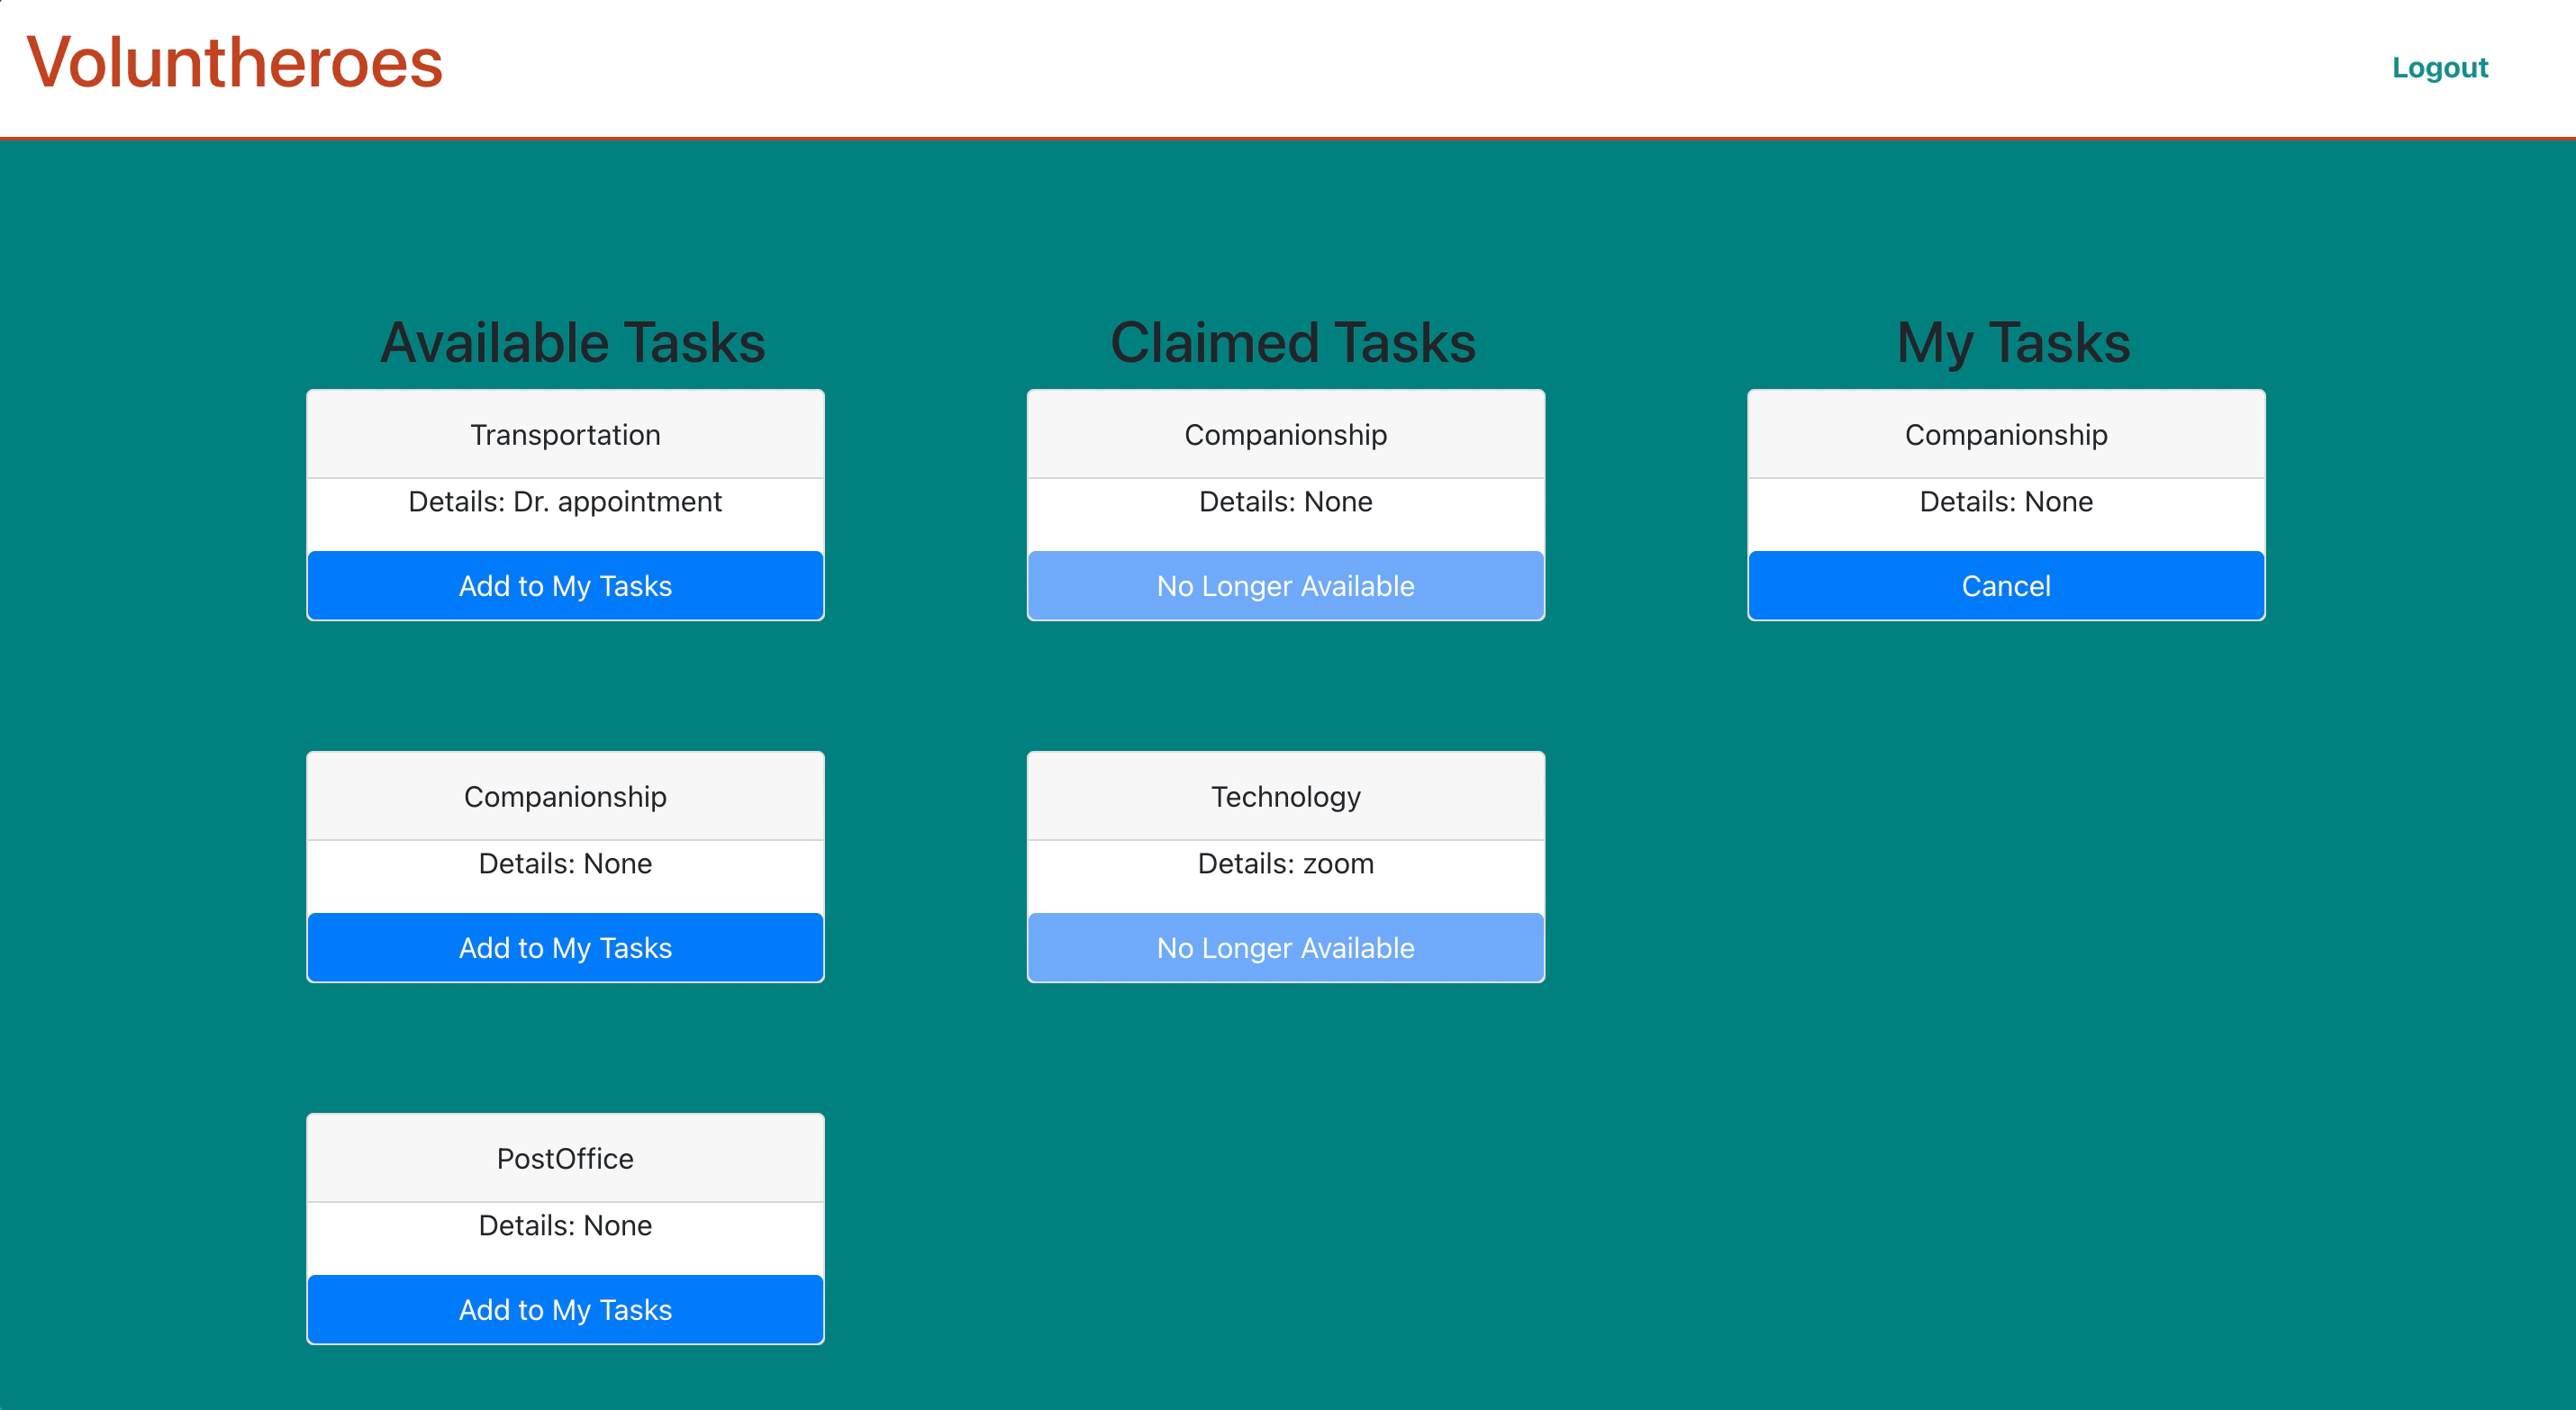 Voluntheroes
Logout
Available Tasks
Transportation
Details: Dr. appointment
Add to My Tasks
Companionship
Details: None
Add to My Tasks
PostOffice
Details: None
Add to My Tasks
Claimed Tasks
Companionship
Details: None
No Longer Available
Technology
Details: zoom
No Longer Available
My Tasks
Companionship
Details: None
Cancel